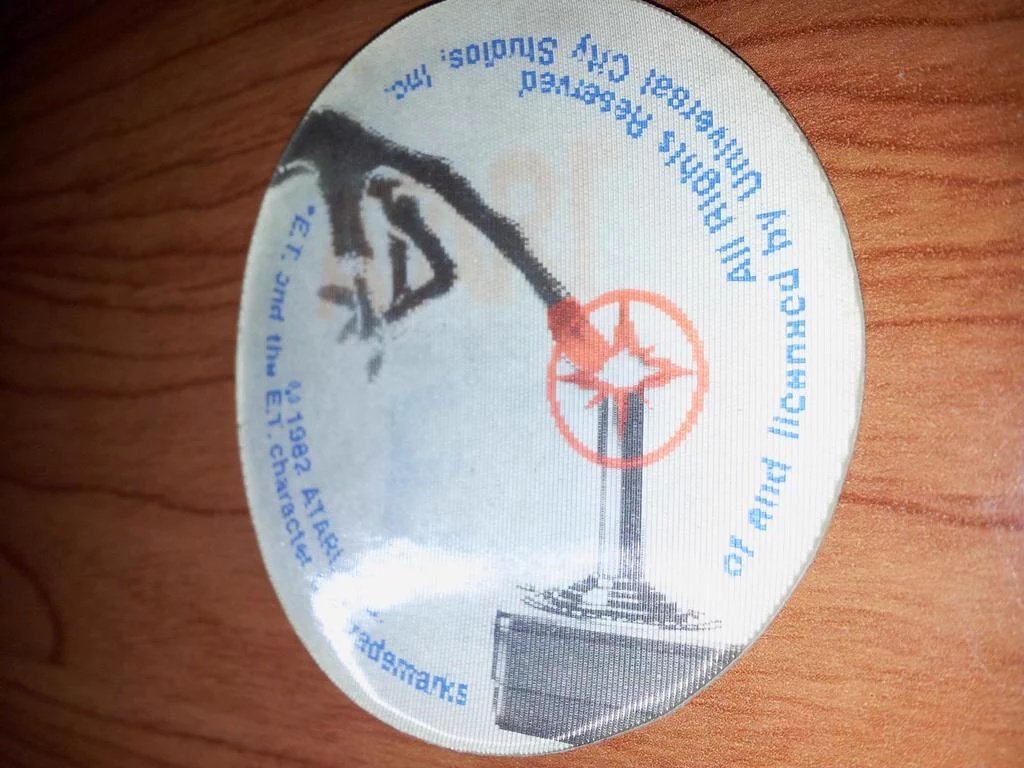 * E.T. and the E.T. character
trademarks
of and licensed by
Universal City Studios, Inc.
All Rights Reserved
© 1982 ATARI,